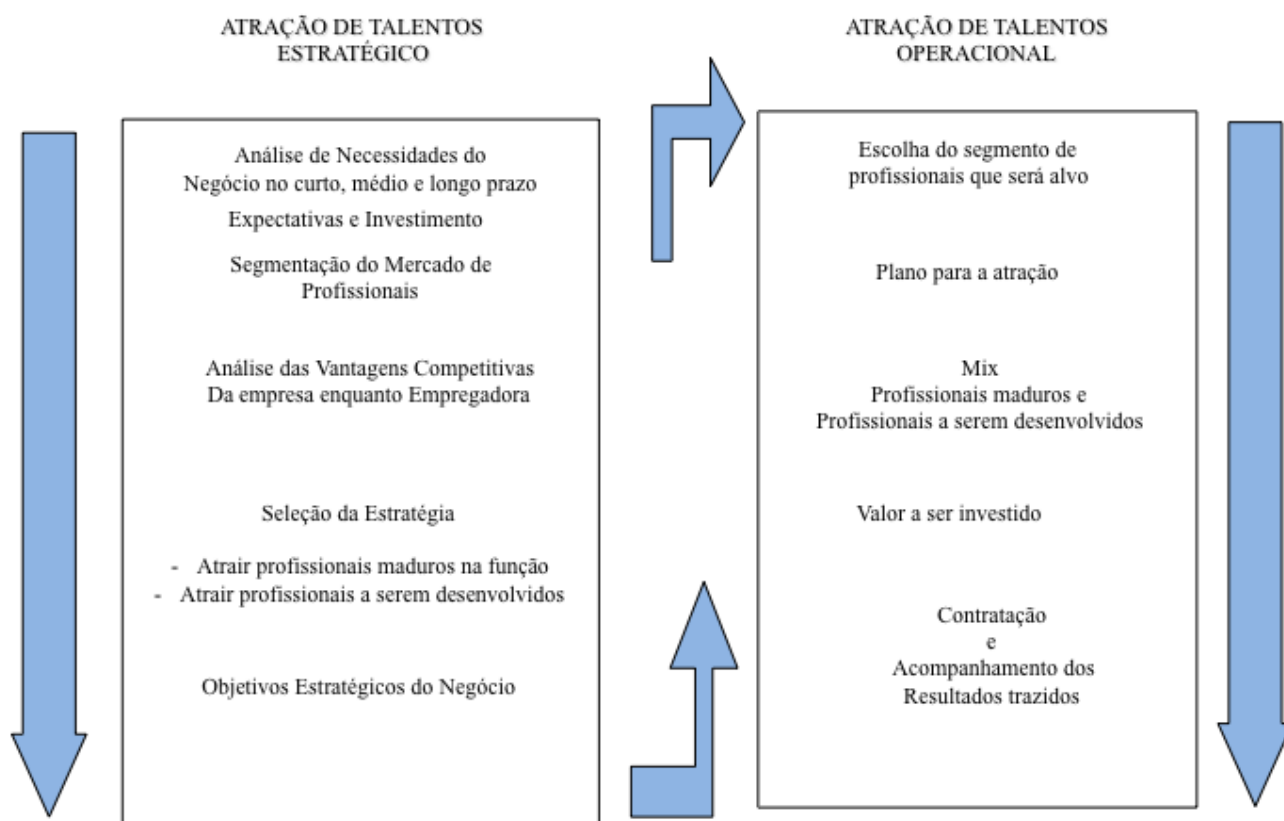 ATRAÇÃO DE TALENTOS
ESTRATÉGICO
Análise de Necessidades do
Negócio no curto, médio e longo prazo
Expectativas e Investimento
Segmentação do Mercado de
Profissionais
Análise das Vantagens Competitivas
Da empresa enquanto Empregadora
Seleção da Estratégia
- Atrair profissionais maduros na função
- Atrair profissionais a serem desenvolvidos
Objetivos Estratégicos do Negócio
ATRAÇÃO DE TALENTOS
OPERACIONAL
Escolha do segmento de
profissionais que será alvo
Plano para a atração
Mix
Profissionais maduros e
Profissionais a serem desenvolvidos
Valor a ser investido
Contratação
e
Acompanhamento dos
Resultados trazidos